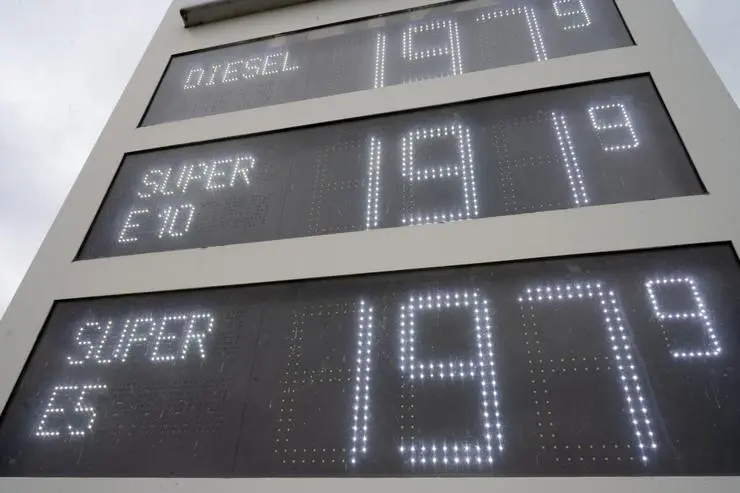 DIESEL 197⁹
SUPER
E10 191⁹
SUPER
E5 197⁹